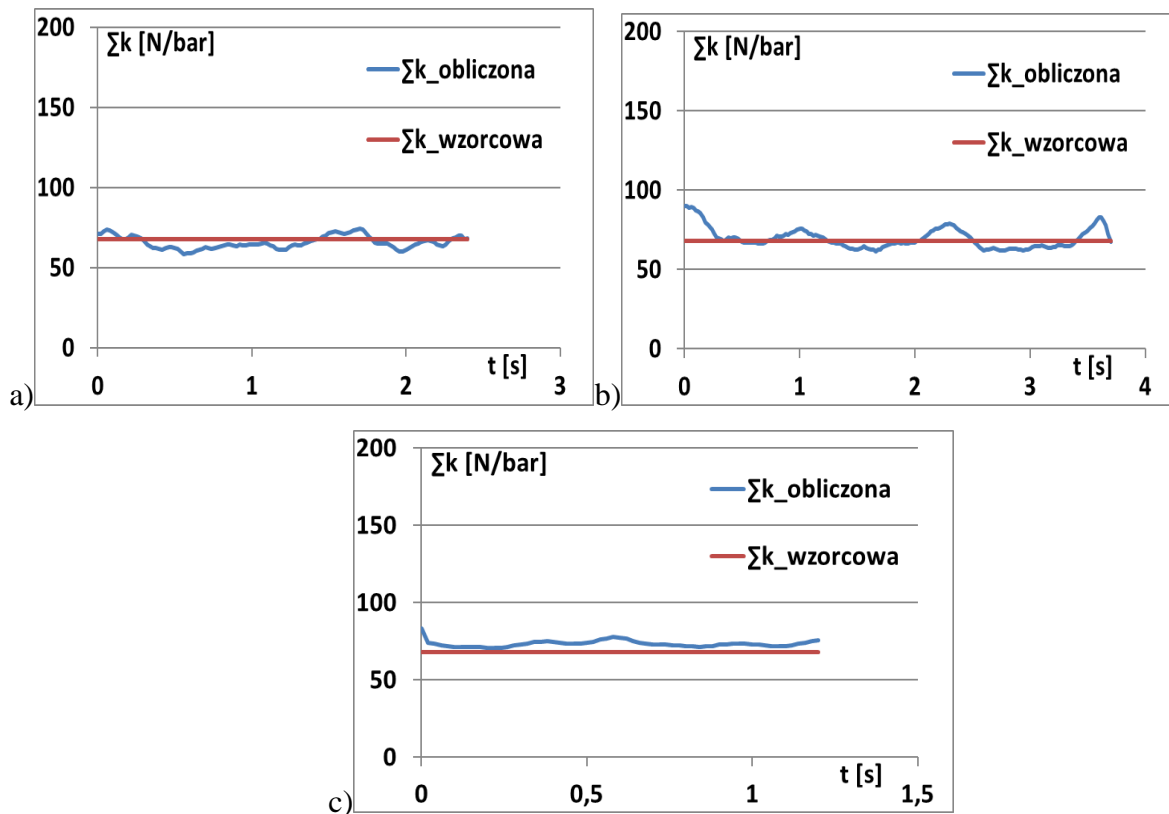 ∑k [N/bar]
200
150
100
50
0
∑k_obliczona
∑k_wzorcowa
0 1 2 3
t [s]
a)
∑k [N/bar]
200
150
100
50
0
∑k_obliczona
∑k_wzorcowa
0 1 2 3 4
t [s]
b)
∑k [N/bar]
200
150
100
50
0
∑k_obliczona
∑k_wzorcowa
0 0,5 1 1,5
t [s]
c)